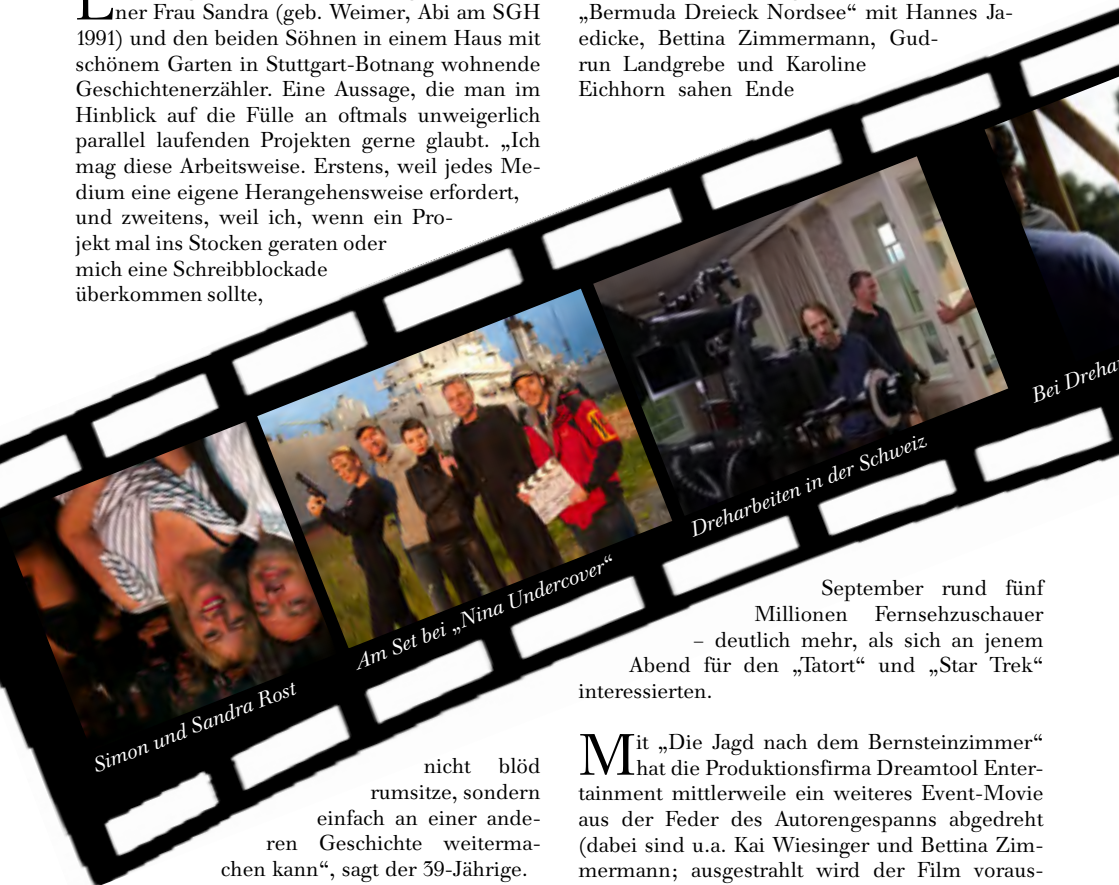 Lner Frau Sandra (geb. Weimer, Abi am SGH
1991) und den beiden Söhnen in einem Haus mit
schönem Garten in Stuttgart-Botnang wohnende
Geschichtenerzähler. Eine Aussage, die man im
Hinblick auf die Fülle an oftmals unweigerlich
parallel laufenden Projekten gerne glaubt. „Ich
mag diese Arbeitsweise. Erstens, weil jedes Me-
dium eine eigene Herangehensweise erfordert,
und zweitens, weil ich, wenn ein Pro-
jekt mal ins Stocken geraten oder
mich eine Schreibblockade
überkommen sollte,
nicht blöd
rumsitze, sondern
einfach an einer ande-
ren Geschichte weiterma-
chen kann“, sagt der 39-Jährige.
„Bermuda Dreieck Nordsee“ mit Hannes Ja-
edicke, Bettina Zimmermann, Gud-
run Landgrebe und Karoline
Eichhorn sahen Ende
September rund fünf
Millionen Fernsehzuschauer
– deutlich mehr, als sich an jenem
Abend für den „Tatort“ und „Star Trek“
interessierten.
Mit „Die Jagd nach dem Bernsteinzimmer“
hat die Produktionsfirma Dreamtool Enter-
tainment mittlerweile ein weiteres Event-Movie
aus der Feder des Autorengespanns abgedreht
(dabei sind u.a. Kai Wiesinger und Bettina Zim-
mermann; ausgestrahlt wird der Film voraus-
Simon und Sandra Rost
Am Set bei „Nina Undercover“
Dreharbeiten in der Schweiz
Bei Drehar